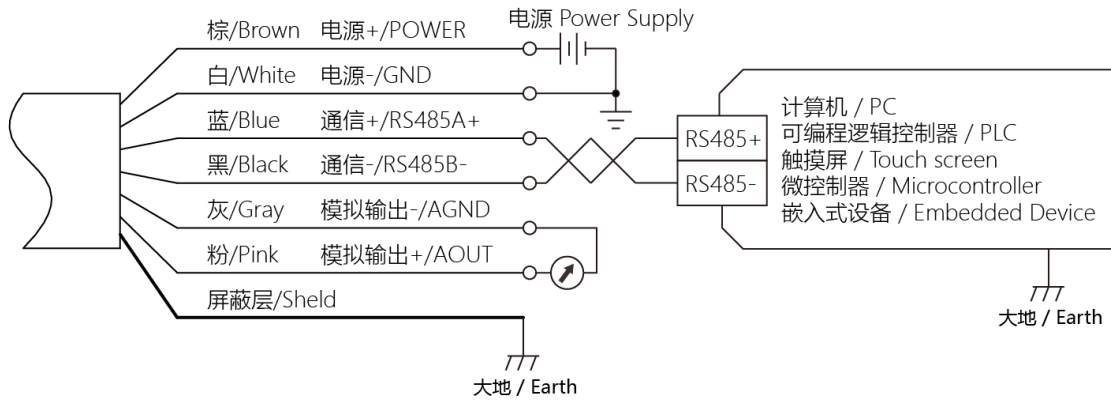 电源 Power Supply
棕/Brown 电源+/POWER
白/White 电源-/GND
蓝/Blue 通信+/RS485A+
黑/Black 通信-/RS485B-
灰/Gray 模拟输出-/AGND
粉/Pink 模拟输出+/AOUT
屏蔽层/Sheld
大地 / Earth
RS485+
RS485-
计算机 / PC
可编程逻辑控制器 / PLC
触摸屏 / Touch screen
微控制器 / Microcontroller
嵌入式设备 / Embedded Device
大地 / Earth